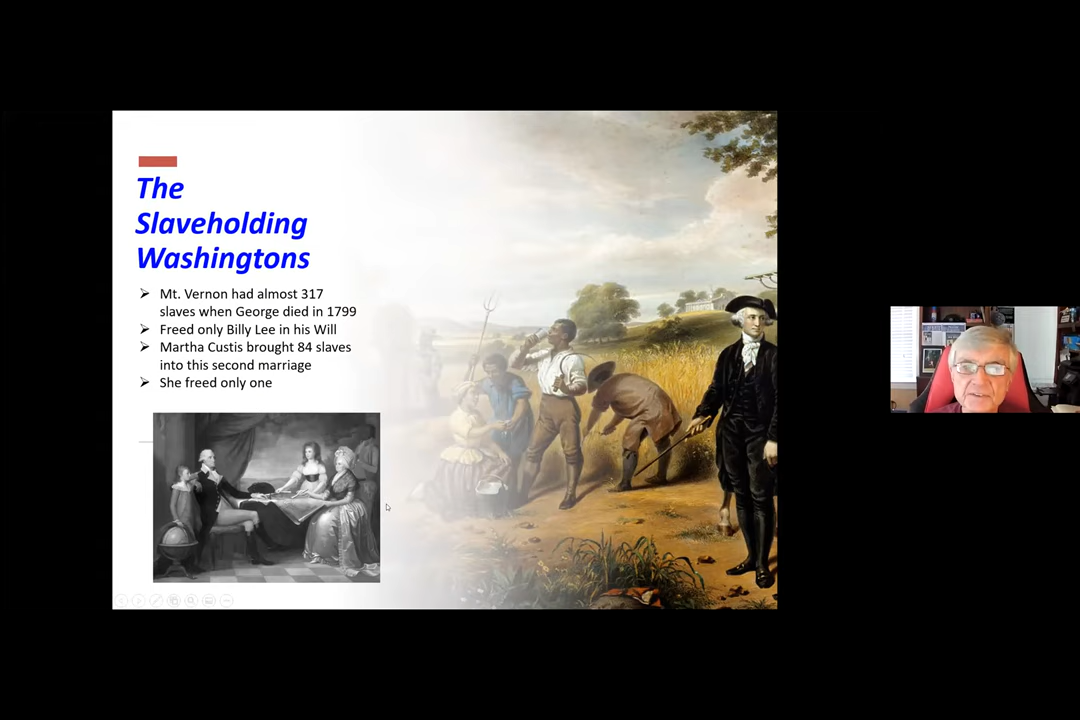 The
Slaveholding
Washingtons
➢ Mt. Vernon had almost 317
slaves when George died in 1799
➢ Freed only Billy Lee in his Will
➢ Martha Custis brought 84 slaves
into this second marriage
➢ She freed only one